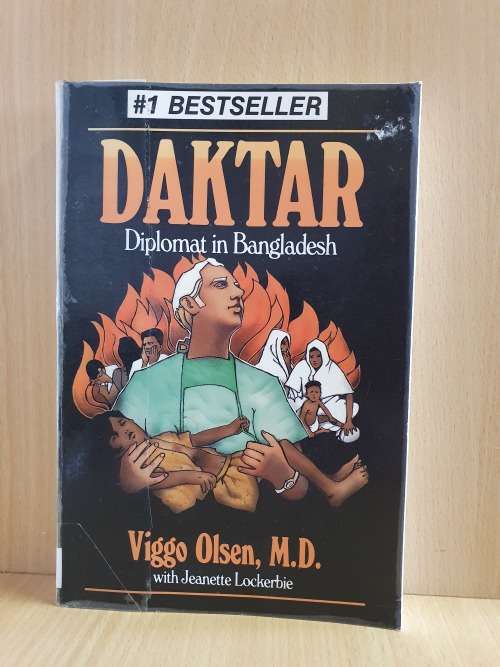 #1 BESTSELLER
DAKTAR
Diplomat in Bangladesh
Viggo Olsen, M.D.
with Jeanette Lockerbie